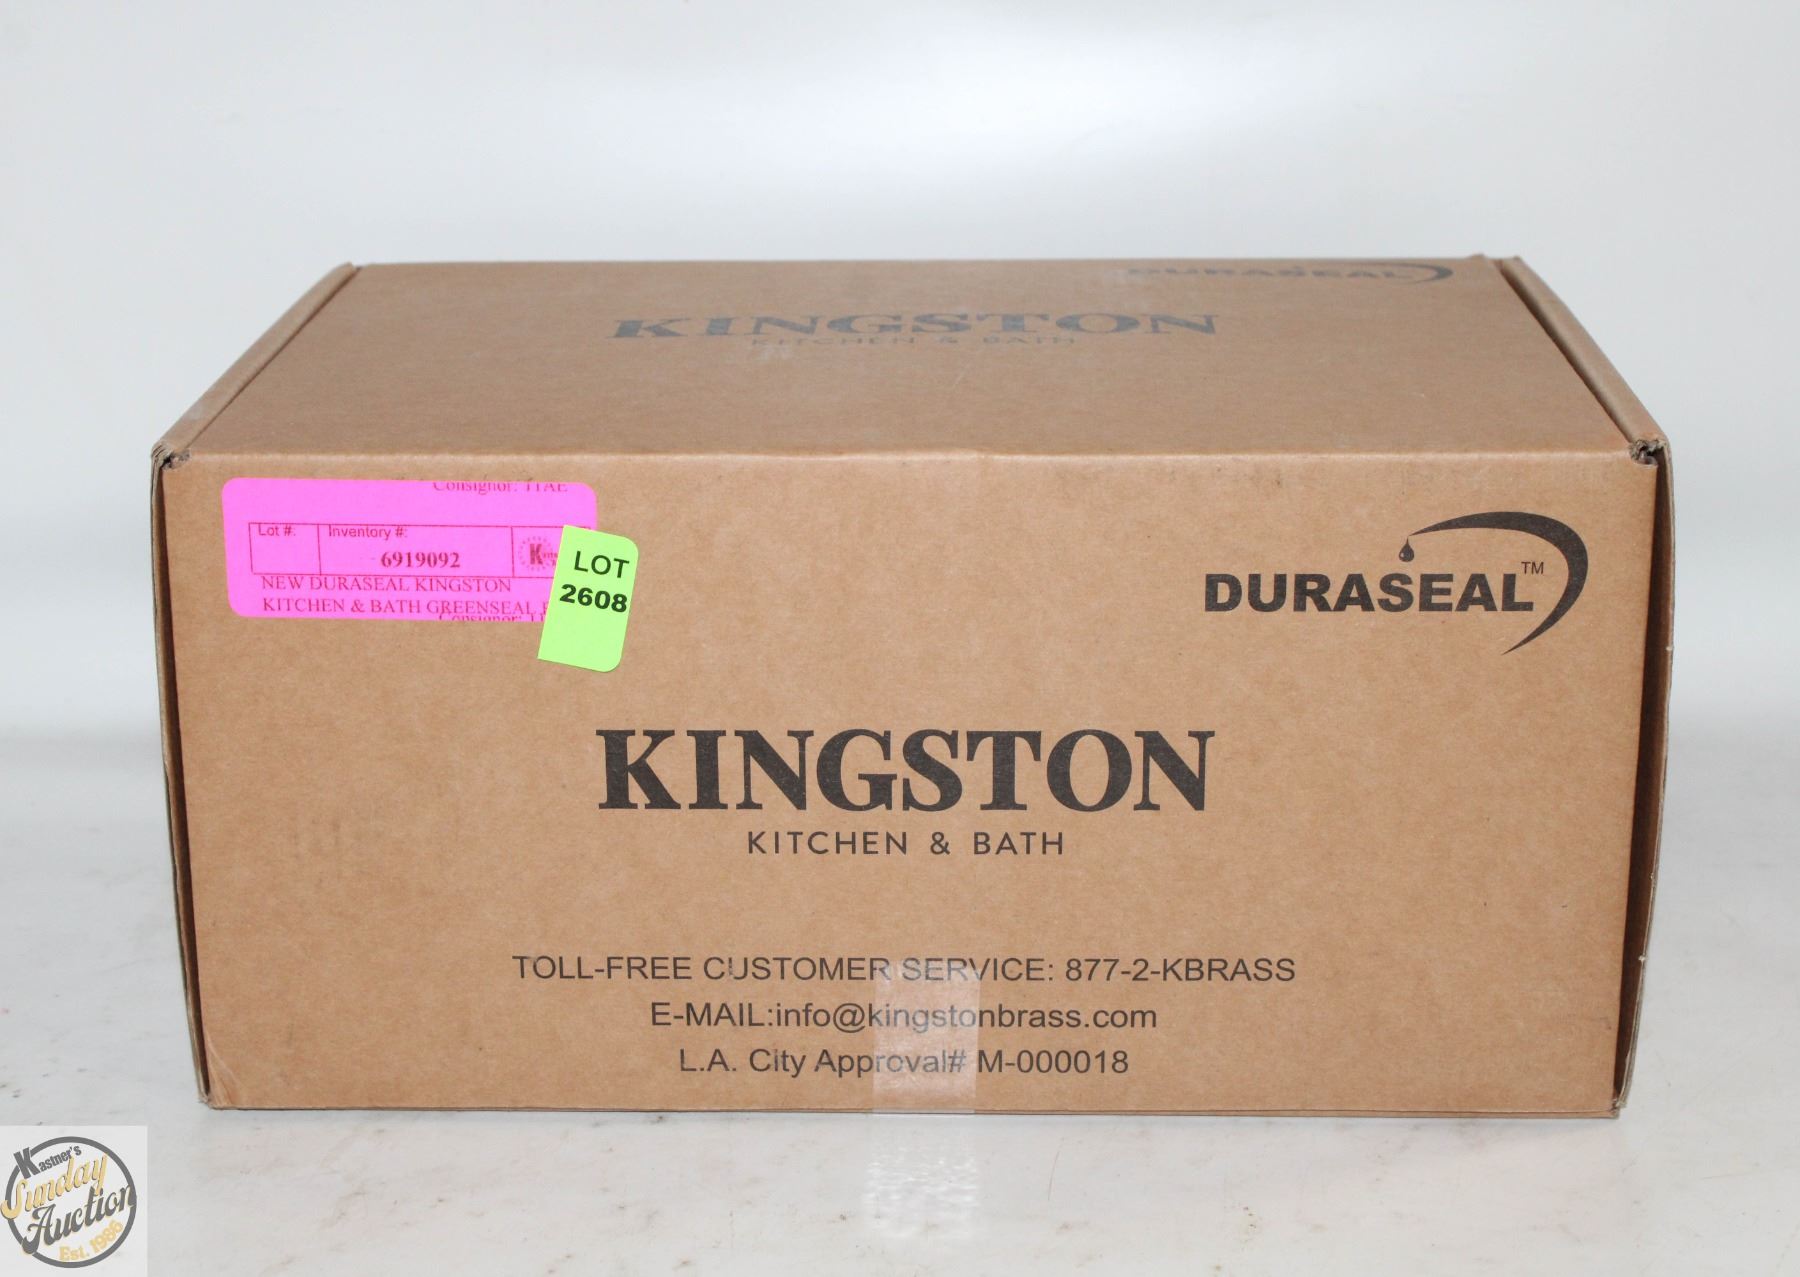 DURASEAL
KINGSTON
KITCHEN & BATH
Consignor:
Lot #:
Inventory #:
6919092
NEW DURASEAL KINGSTON
KITCHEN & BATH GREENSEAL
Consignor:
LOT
2608
DURASEAL™
KINGSTON
KITCHEN & BATH
TOLL-FREE CUSTOMER SERVICE: 877-2-KBRASS
E-MAIL:info@kingstonbrass.com
L.A. City Approval# M-000018
Kastner's
Sunday
Auction
Est. 1986